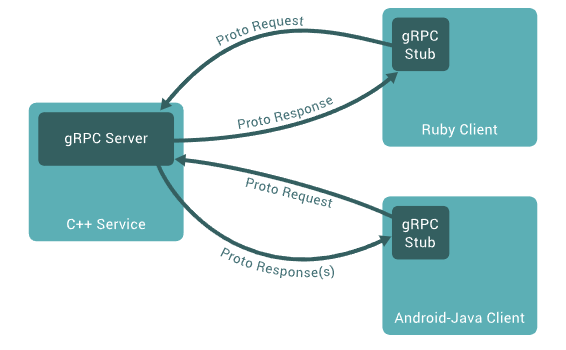 Proto Request
gRPC
Stub
Ruby Client
Proto Response
gRPC Server
C++ Service
Proto Request
gRPC
Stub
Proto Response(s)
Android-Java Client